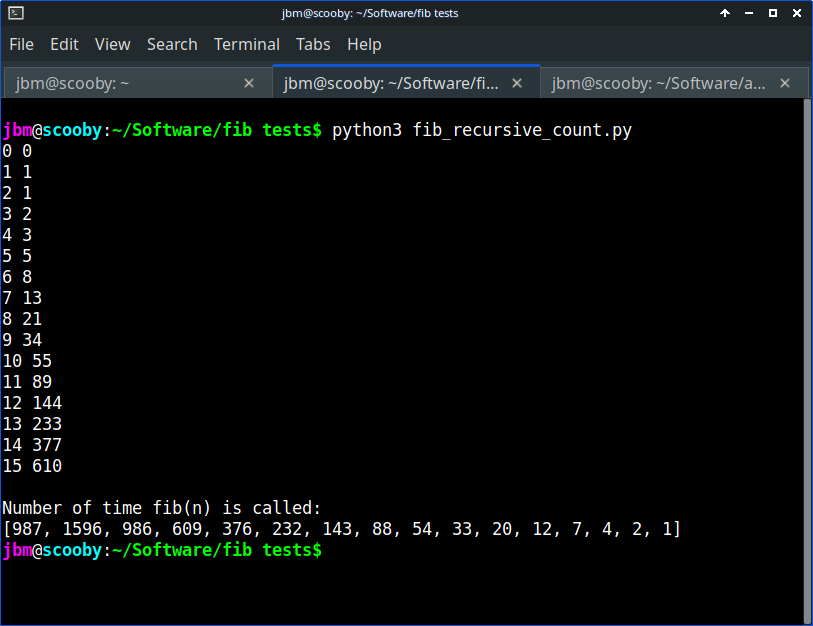 jbm@scooby: ~/Software/fib tests
File Edit View Search Terminal Tabs Help
jbm@scooby: ~ × jbm@scooby: ~/Software/fi... × jbm@scooby: ~/Software/a... ×
jbm@scooby:~/Software/fib tests$ python3 fib_recursive_count.py
0 0
1 1
2 1
3 2
4 3
5 5
6 8
7 13
8 21
9 34
10 55
11 89
12 144
13 233
14 377
15 610
Number of time fib(n) is called:
[987, 1596, 986, 609, 376, 232, 143, 88, 54, 33, 20, 12, 7, 4, 2, 1]
jbm@scooby:~/Software/fib tests$